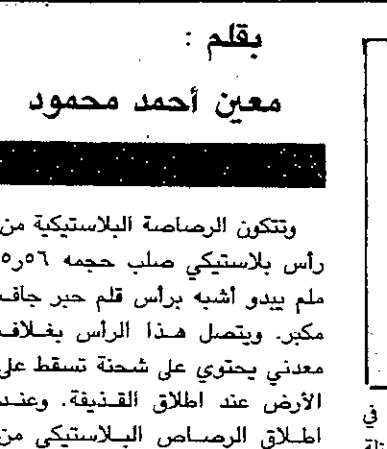 بقلم :
معين أحمد محمود
وتتكون الرصاصة البلاستيكية من
رأس بلاستيكي صلب حجمه ٥٦ر٥
ملم يبدو أشبه برأس قلم حبر جاف
مكبر. ويتصل هذا الرأس بغلاف
معدني يحتوي على شحنة تسقط على
الأرض عند اطلاق القذيفة. وعند
اطلاق الرصاص البلاستيكي من
في